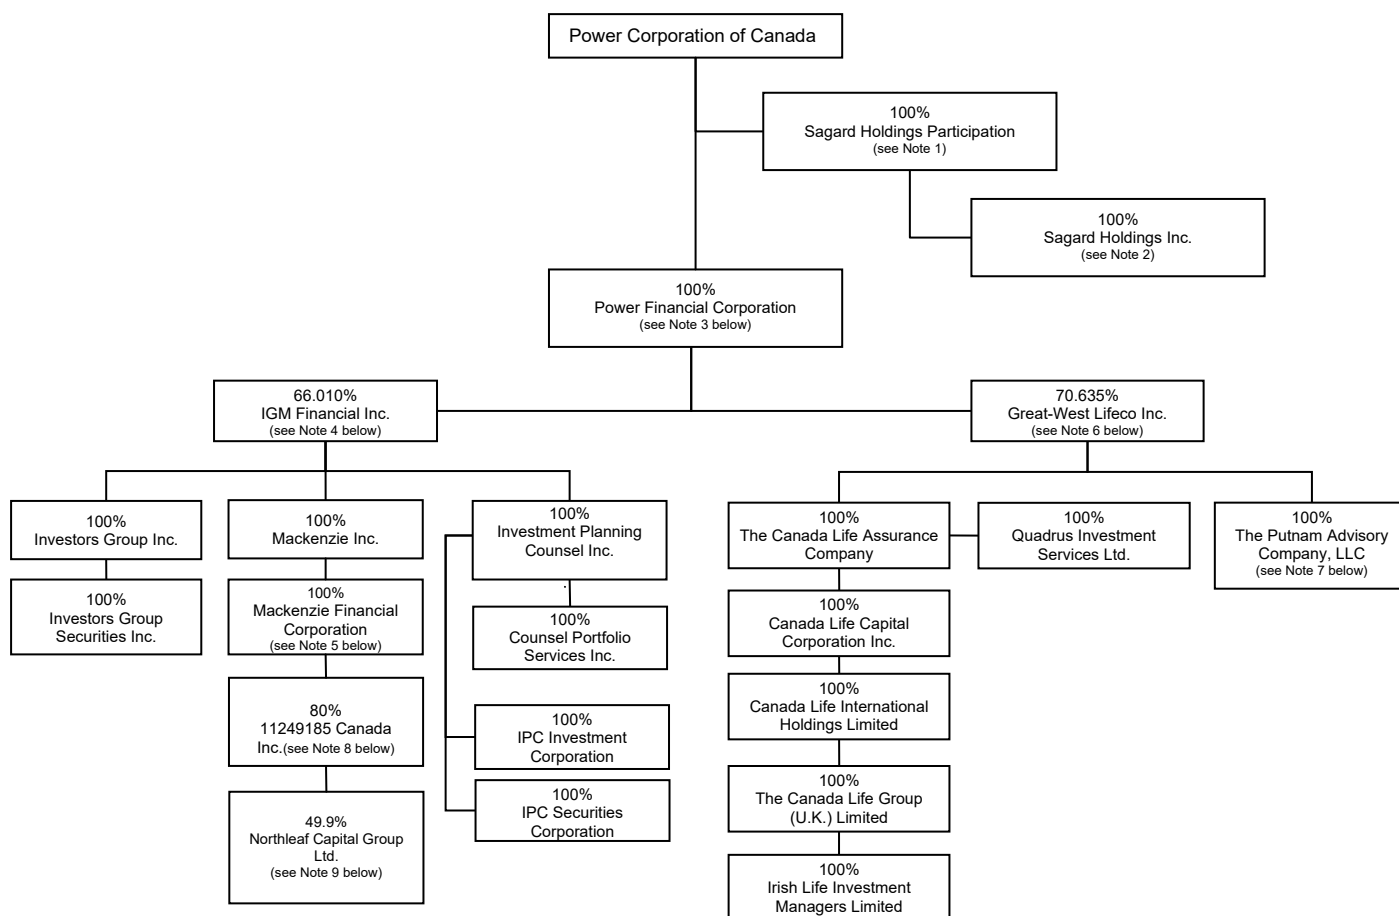 Power Corporation of Canada
100%
Sagard Holdings Participation
(see Note 1)
100%
Sagard Holdings Inc.
(see Note 2)
100%
Power Financial Corporation
(see Note 3 below)
66.010%
IGM Financial Inc.
(see Note 4 below)
70.635%
Great-West Lifeco Inc.
(see Note 6 below)
100%
Investors Group Inc.
100%
Investors Group
Securities Inc.
100%
Mackenzie Inc.
100%
Mackenzie Financial
Corporation
(see Note 5 below)
80%
11249185 Canada
Inc.(see Note 8 below)
49.9%
Northleaf Capital Group
Ltd.
(see Note 9 below)
100%
Investment Planning
Counsel Inc.
100%
Counsel Portfolio
Services Inc.
100%
IPC Investment
Corporation
100%
IPC Securities
Corporation
100%
The Canada Life Assurance
Company
100%
Quadrus Investment
Services Ltd.
100%
The Putnam Advisory
Company, LLC
(see Note 7 below)
100%
Canada Life Capital
Corporation Inc.
100%
Canada Life International
Holdings Limited
100%
The Canada Life Group
(U.K.) Limited
100%
Irish Life Investment
Managers Limited